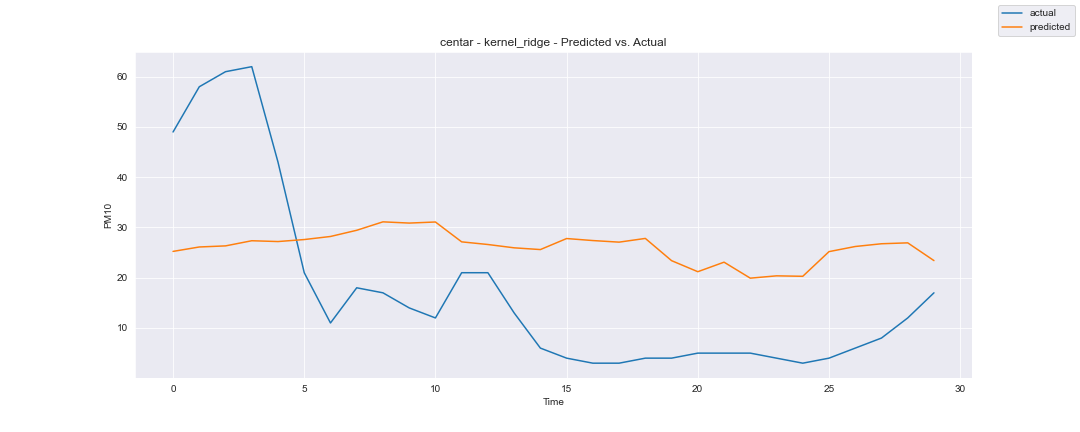 actual
predicted
centar - kernel_ridge - Predicted vs. Actual
60
50
40
30
20
10
PM10
0 5 10 15 20 25 30
Time